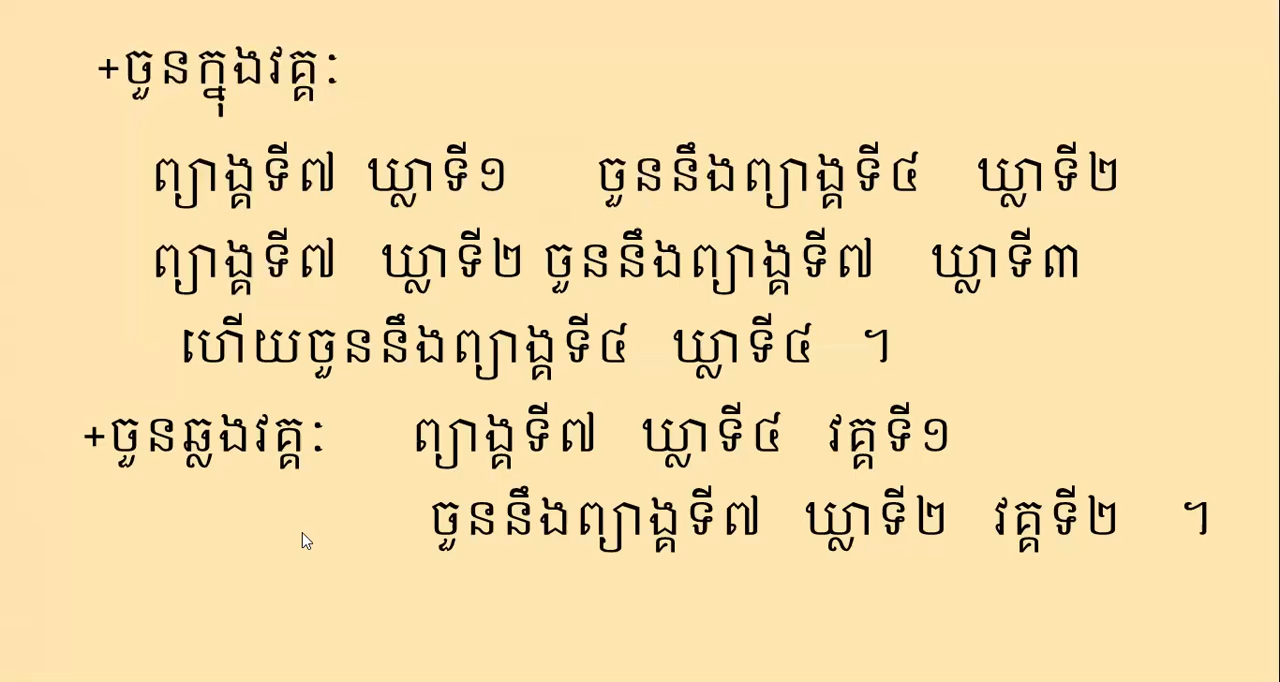 +ចួនក្នុងវគ្គៈ
ព្យាង្គទី៧ ឃ្លាទី១ ចួននឹងព្យាង្គទី៤ ឃ្លាទី២
ព្យាង្គទី៧ ឃ្លាទី២ ចួននឹងព្យាង្គទី៧ ឃ្លាទី៣
ហើយចួននឹងព្យាង្គទី៤ ឃ្លាទី៤ ។
+ចួនឆ្លងវគ្គៈ ព្យាង្គទី៧ ឃ្លាទី៤ វគ្គទី១
ចួននឹងព្យាង្គទី៧ ឃ្លាទី២ វគ្គទី២ ។